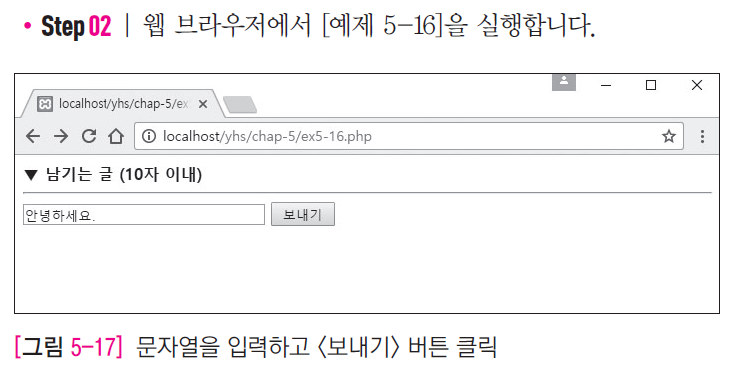 • Step 02 | 웹 브라우저에서 [예제 5-16]을 실행합니다.
localhost/yhs/chap-5/ex
localhost/yhs/chap-5/ex5-16.php
▼ 남기는 글 (10자 이내)
안녕하세요. 보내기
[그림 5-17] 문자열을 입력하고 〈보내기〉 버튼 클릭